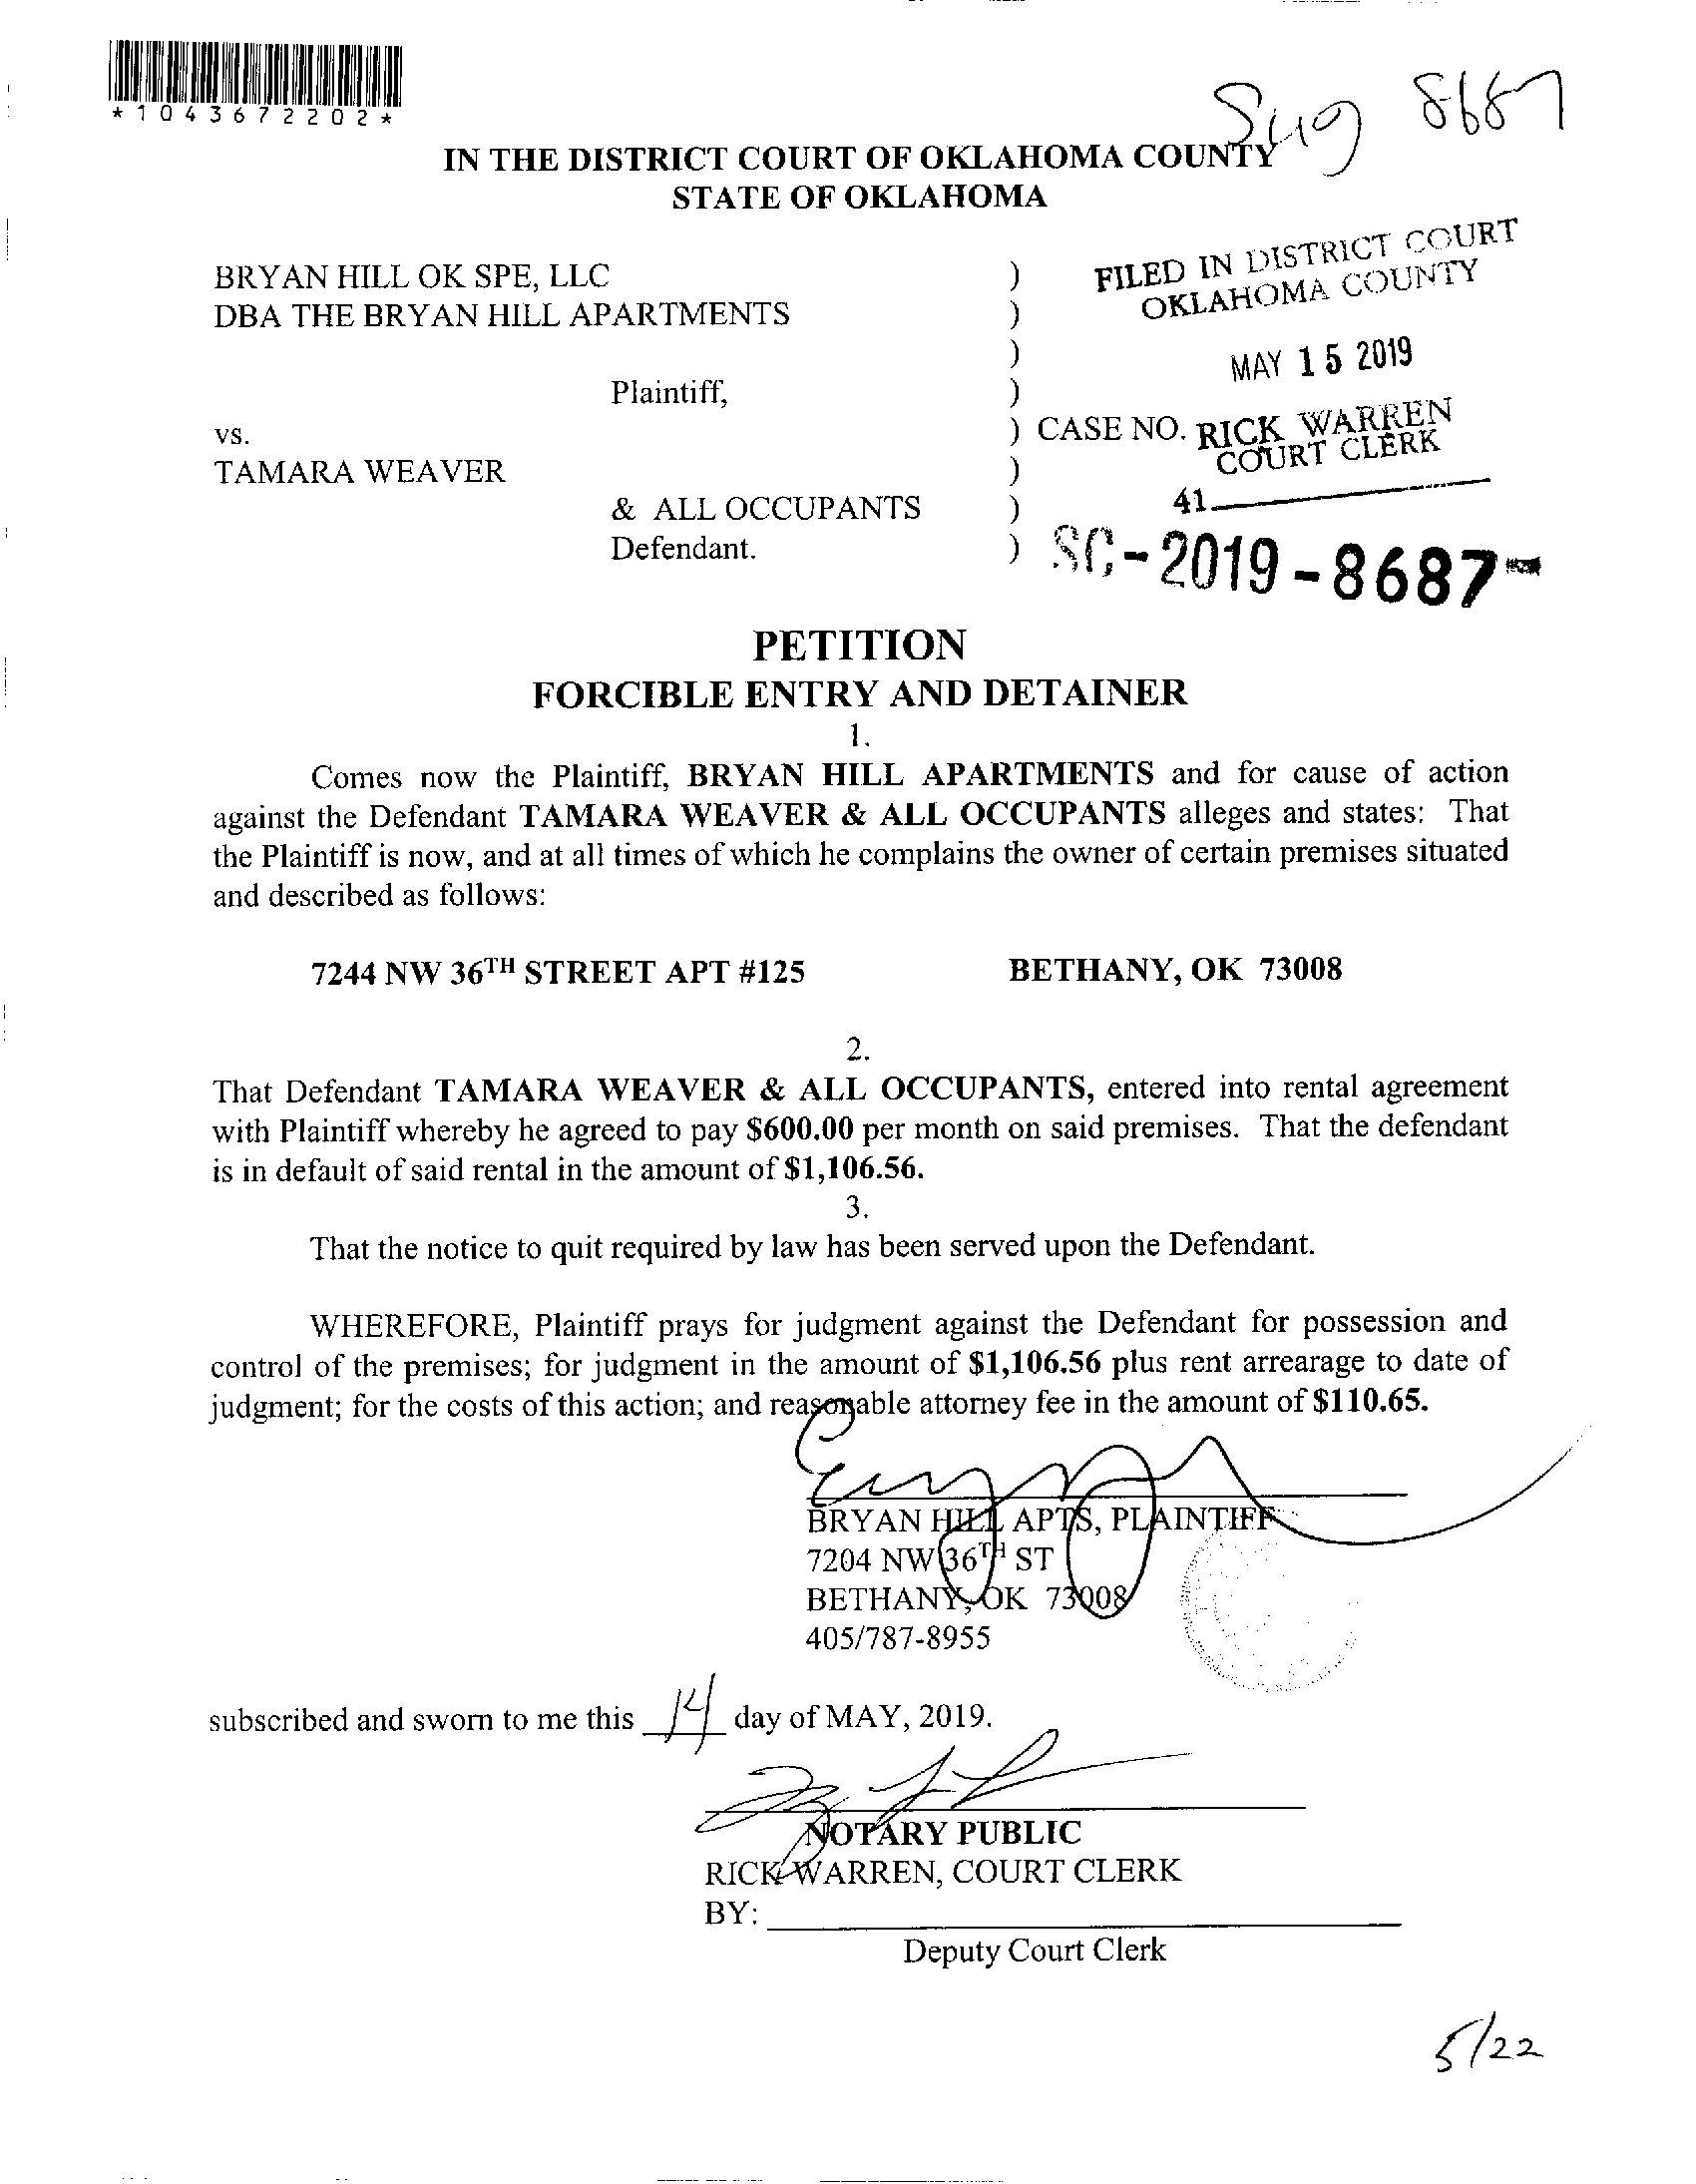 *1043672202*
8687
IN THE DISTRICT COURT OF OKLAHOMA COUNTY
STATE OF OKLAHOMA
BRYAN HILL OK SPE, LLC )
DBA THE BRYAN HILL APARTMENTS )
)
Plaintiff, )
vs. ) CASE NO.
TAMARA WEAVER )
& ALL OCCUPANTS )
Defendant. )
FILED IN DISTRICT COURT
OKLAHOMA COUNTY
MAY 15 2019
RICK WARREN
COURT CLERK
41
SC-2019-8687-
PETITION
FORCIBLE ENTRY AND DETAINER
1.
Comes now the Plaintiff, BRYAN HILL APARTMENTS and for cause of action
against the Defendant TAMARA WEAVER & ALL OCCUPANTS alleges and states: That
the Plaintiff is now, and at all times of which he complains the owner of certain premises situated
and described as follows:
7244 NW 36TH STREET APT #125 BETHANY, OK 73008
2.
That Defendant TAMARA WEAVER & ALL OCCUPANTS, entered into rental agreement
with Plaintiff whereby he agreed to pay $600.00 per month on said premises. That the defendant
is in default of said rental in the amount of $1,106.56.
3.
That the notice to quit required by law has been served upon the Defendant.
WHEREFORE, Plaintiff prays for judgment against the Defendant for possession and
control of the premises; for judgment in the amount of $1,106.56 plus rent arrearage to date of
judgment; for the costs of this action; and reasonable attorney fee in the amount of $110.65.
BRYAN HILL APTS, PLAINTIFF
7204 NW 36TH ST
BETHANY, OK 73008
405/787-8955
subscribed and sworn to me this 14 day of MAY, 2019.
NOTARY PUBLIC
RICK WARREN, COURT CLERK
BY:
Deputy Court Clerk
5/22